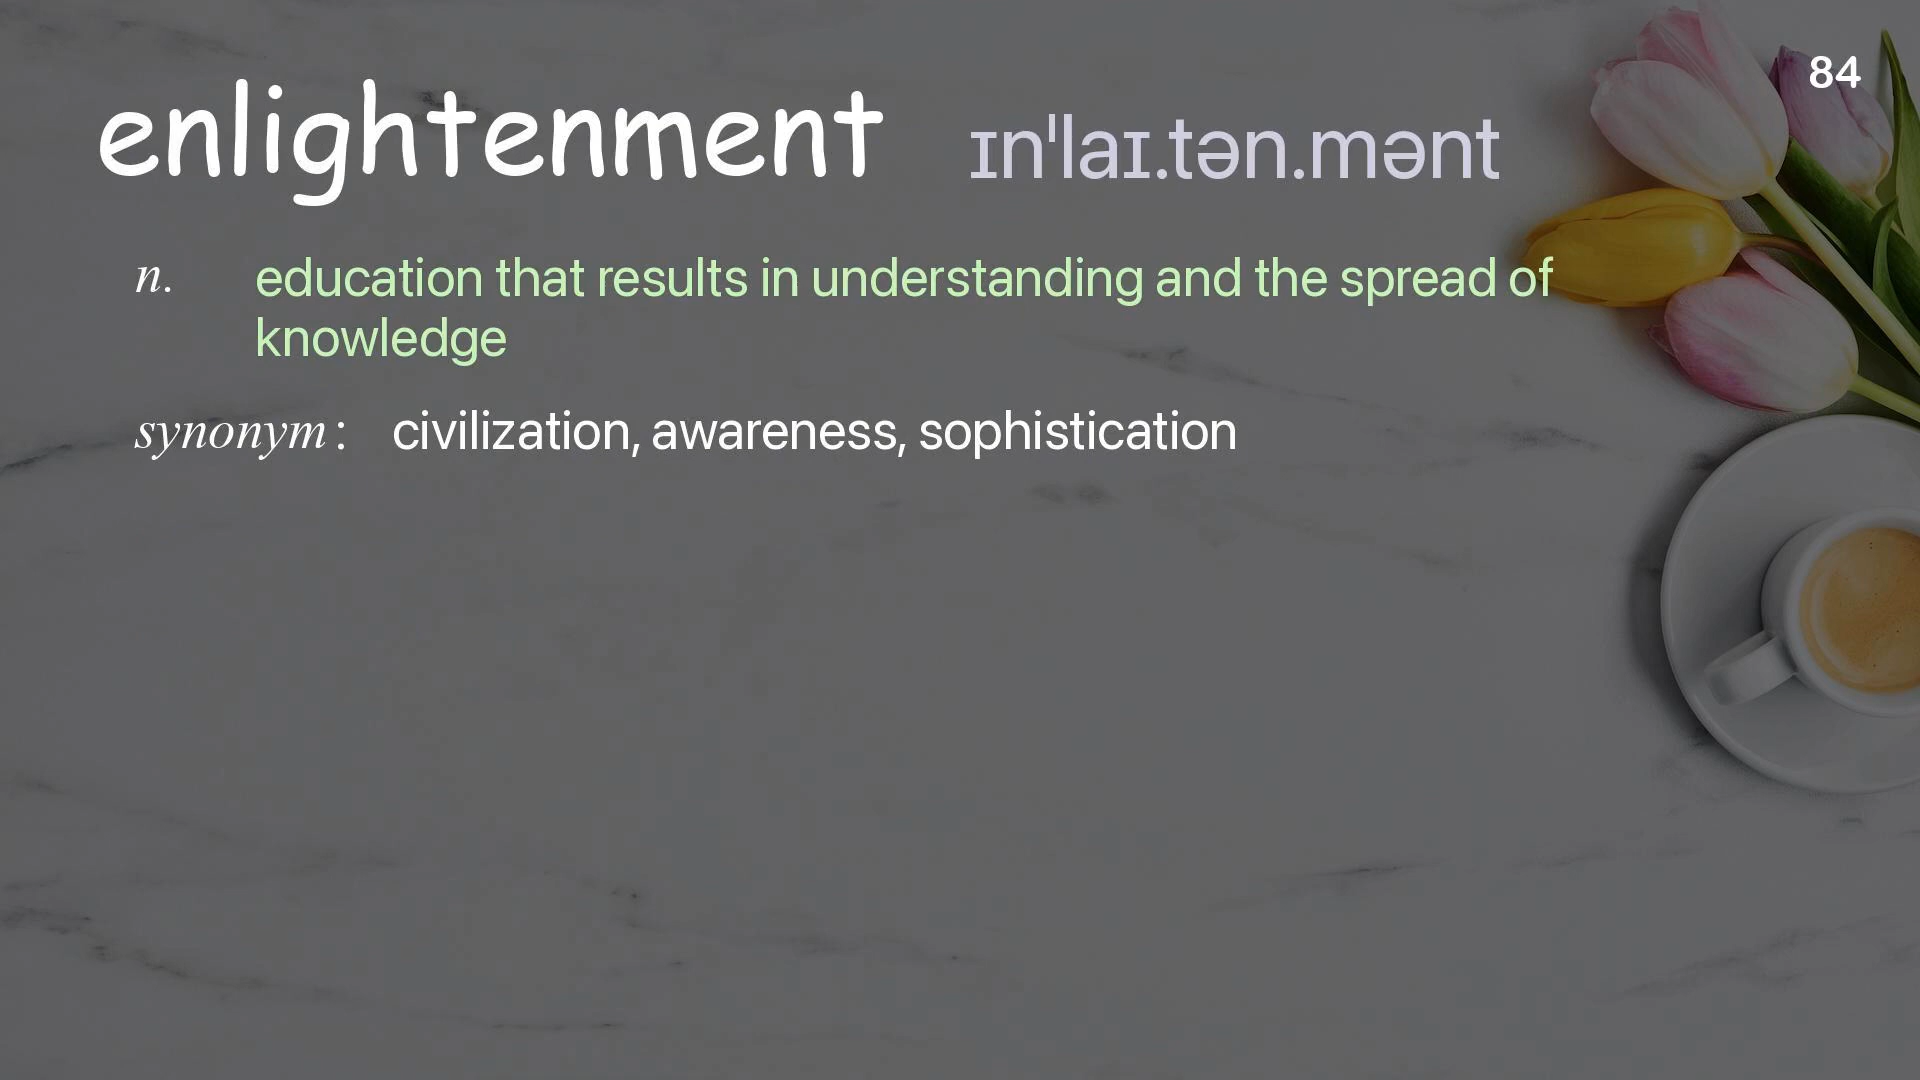 84
enlightenment ɪnˈlaɪ.tən.mənt
n. education that results in understanding and the spread of
knowledge
synonym: civilization, awareness, sophistication